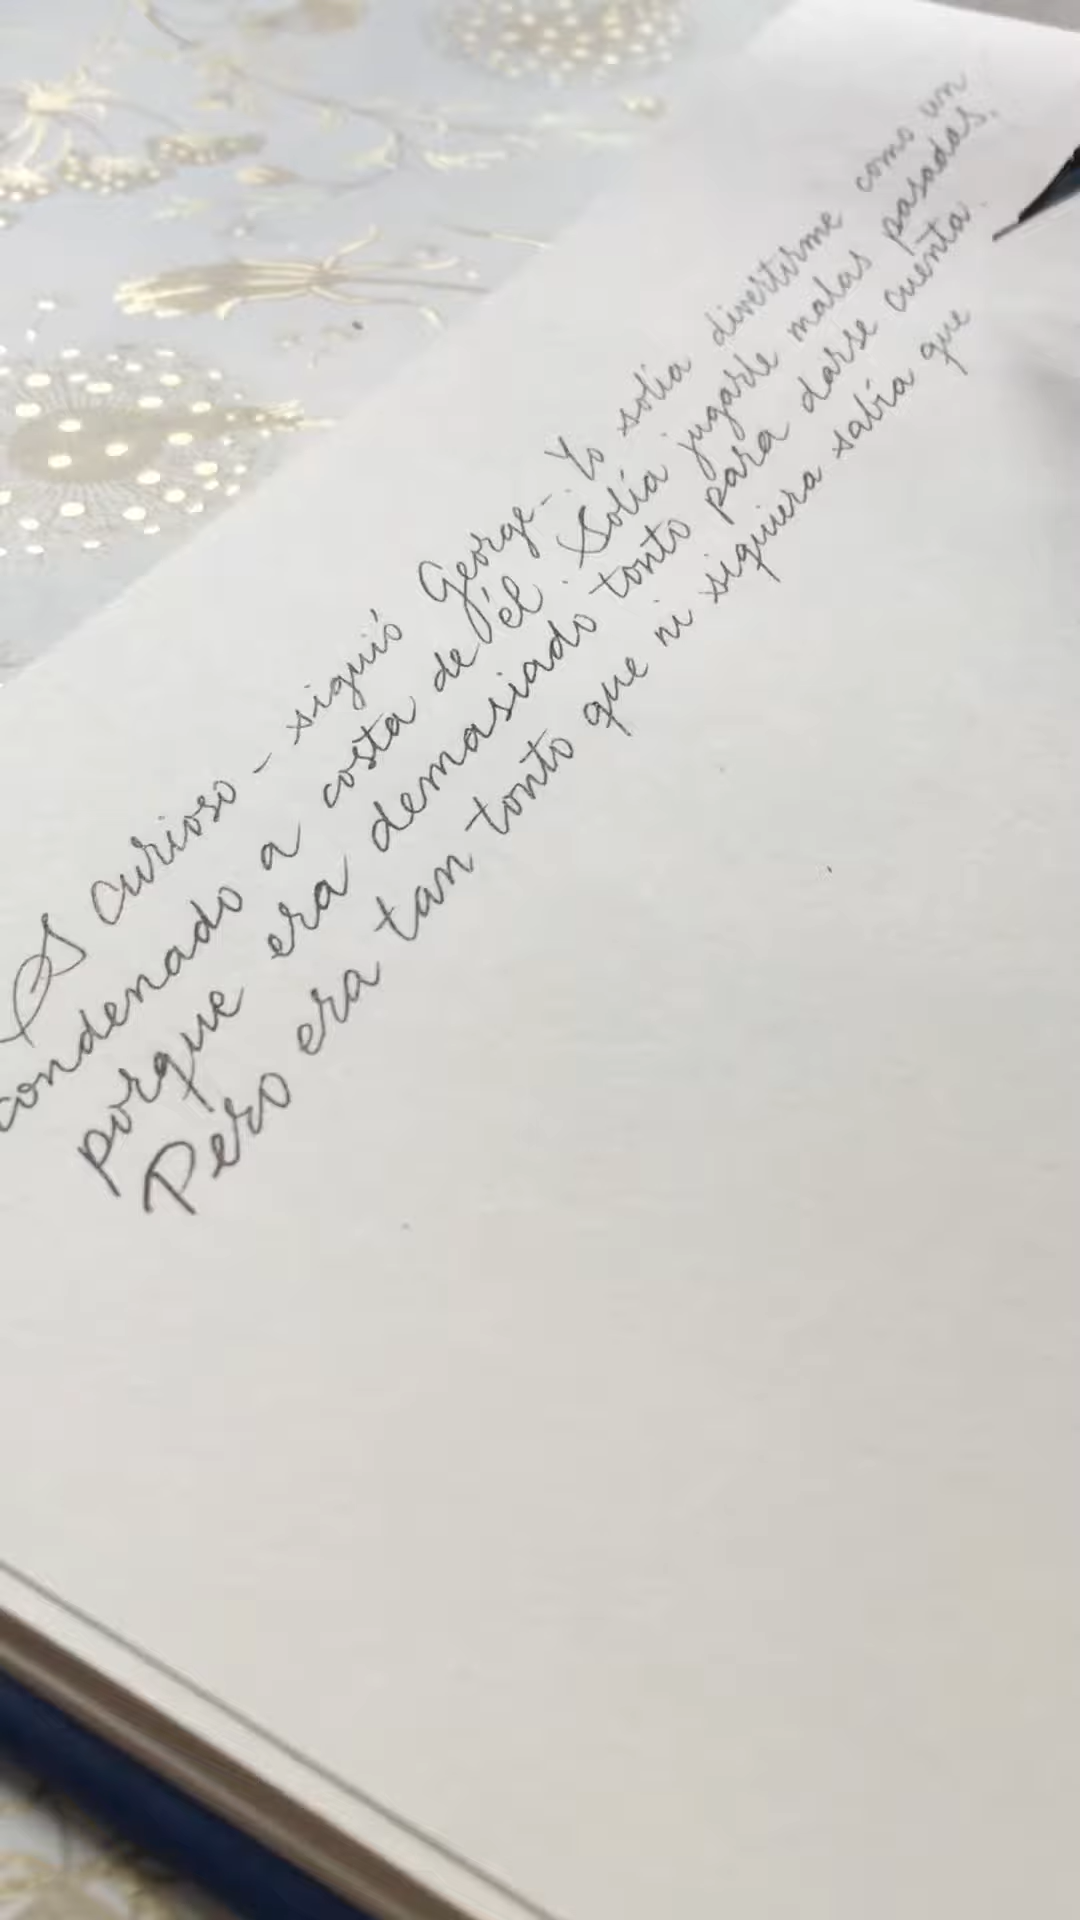 Es curioso - siguió George-. Yo solía divertirme como un
condenado a costa de él. Solía jugarle malas pasadas.
porque era demasiado tonto para darse cuenta.
Pero era tan tonto que ni siquiera sabía que